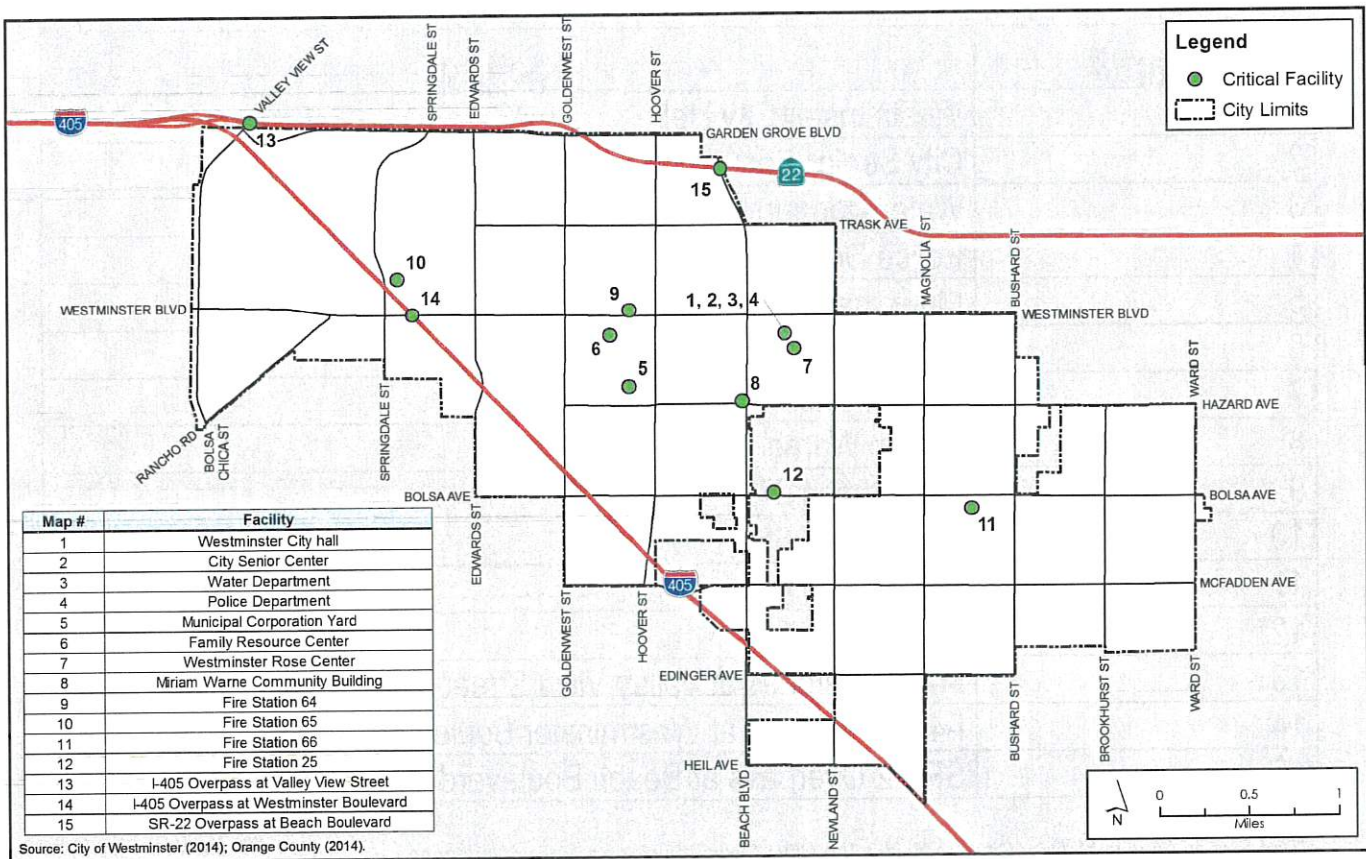 Legend
Critical Facility
City Limits
VALLEY VIEW ST
SPRINGDALE ST
EDWARDS ST
GOLDENWEST ST
HOOVER ST
405
13
GARDEN GROVE BLVD
15
22
TRASK AVE
MAGNOLIA ST
BUSHARD ST
10
14
WESTMINSTER BLVD
9
1, 2, 3, 4
WESTMINSTER BLVD
6
7
5
8
WARD ST
HAZARD AVE
RANCHO RD
BOLSA CHICA ST
SPRINGDALE ST
12
BOLSA AVE
BOLSA AVE
11
EDWARDS ST
405
MCFADDEN AVE
GOLDENWEST ST
HOOVER ST
EDINGER AVE
BUSHARD ST
BROOKHURST ST
WARD ST
HEIL AVE
BEACH BLVD
NEWLAND ST
Map # Facility
1 Westminster City hall
2 City Senior Center
3 Water Department
4 Police Department
5 Municipal Corporation Yard
6 Family Resource Center
7 Westminster Rose Center
8 Miriam Warne Community Building
9 Fire Station 64
10 Fire Station 65
11 Fire Station 66
12 Fire Station 25
13 I-405 Overpass at Valley View Street
14 I-405 Overpass at Westminster Boulevard
15 SR-22 Overpass at Beach Boulevard
Source: City of Westminster (2014); Orange County (2014).
N
0 0.5 1
Miles